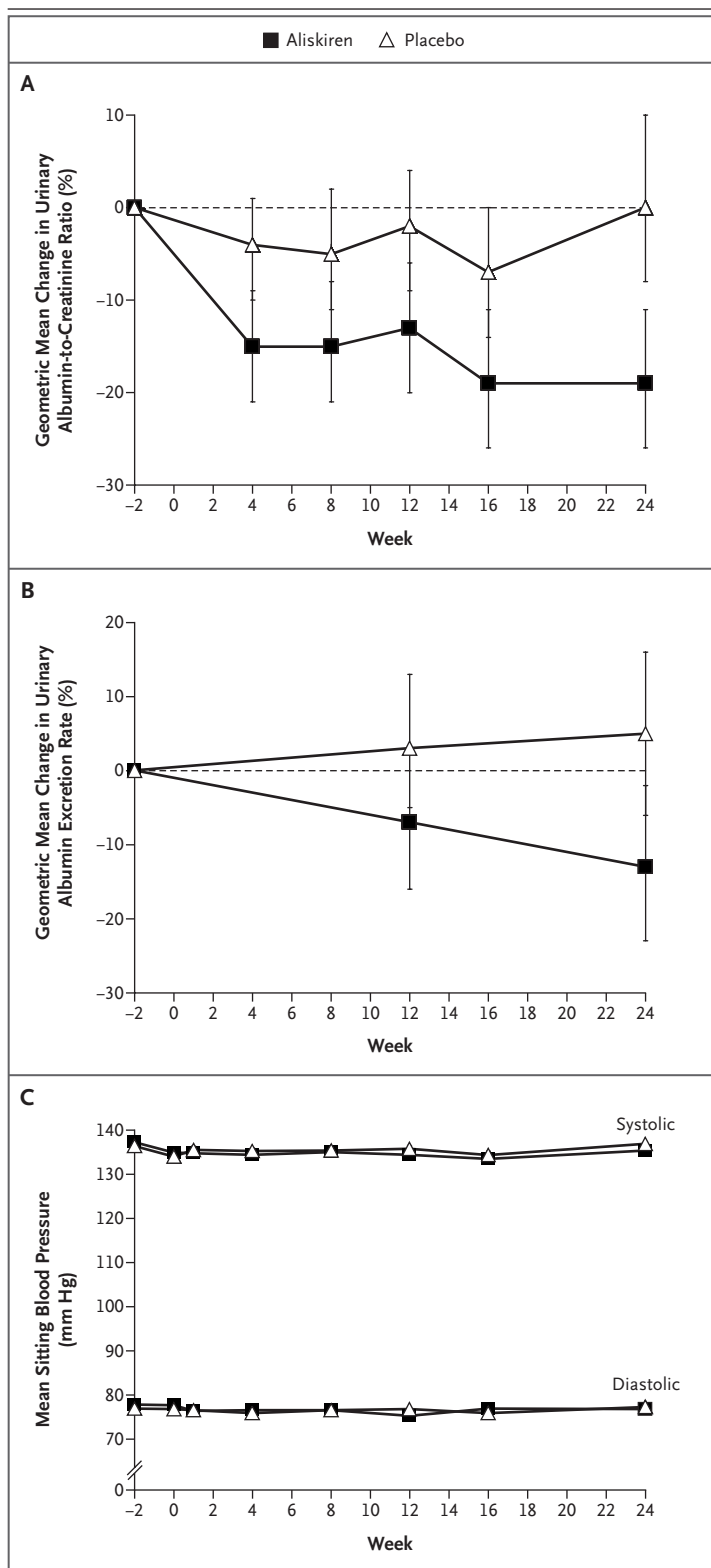 Aliskiren Placebo
A
Geometric Mean Change in Urinary
Albumin-to-Creatinine Ratio (%)
10
0
–10
–20
–30
–2 0 2 4 6 8 10 12 14 16 18 20 22 24
Week
B
Geometric Mean Change in Urinary
Albumin Excretion Rate (%)
20
10
0
–10
–20
–30
–2 0 2 4 6 8 10 12 14 16 18 20 22 24
Week
C
Mean Sitting Blood Pressure
(mm Hg)
140
130
120
110
100
90
80
70
0
Systolic
Diastolic
–2 0 2 4 6 8 10 12 14 16 18 20 22 24
Week